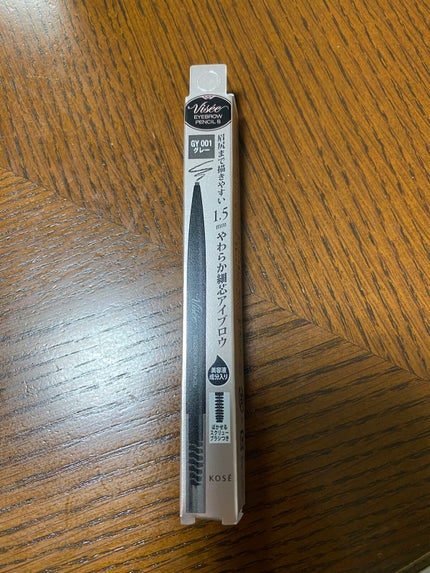 Visée
EYEBROW
PENCIL S
GY 001
グレー
眉尻まで描きやすい
1.5mm やわらか細芯アイブロウ
美容液
成分入り
ぼかせる
スクリュー
ブラシつき
KOSÉ